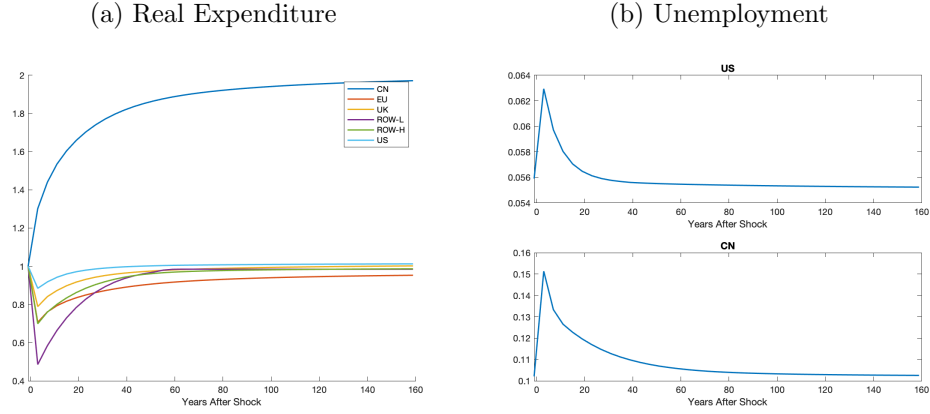 (a) Real Expenditure
2
1.8
1.6
1.4
1.2
1
0.8
0.6
0.4
CN
EU
UK
ROW-L
ROW-H
US
0 20 40 60 80 100 120 140 160
Years After Shock
(b) Unemployment
US
0.064
0.062
0.06
0.058
0.056
0.054
0 20 40 60 80 100 120 140 160
Years After Shock
CN
0.16
0.15
0.14
0.13
0.12
0.11
0.1
0 20 40 60 80 100 120 140 160
Years After Shock